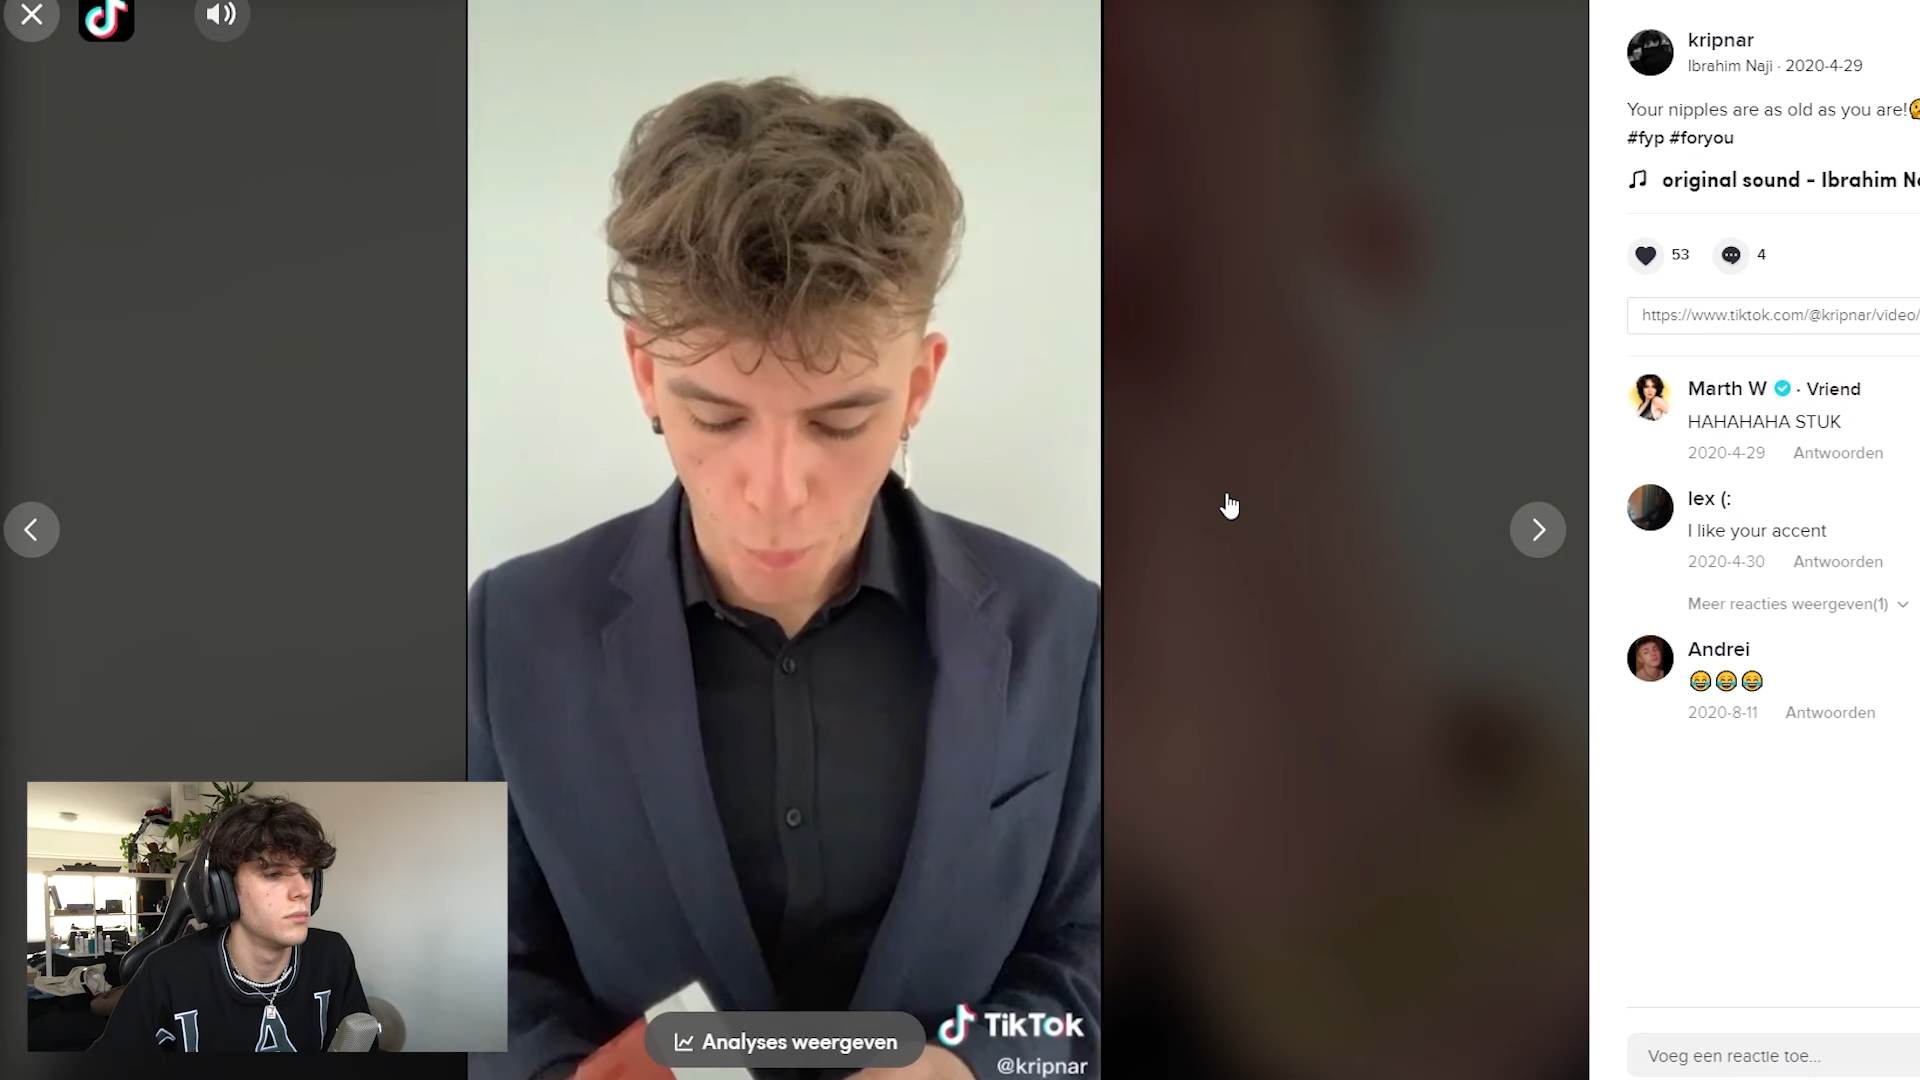 kripnar
Ibrahim Naji · 2020-4-29
Your nipples are as old as you are!
#fyp #foryou
original sound - Ibrahim N
53
4
https://www.tiktok.com/@kripnar/video/
Marth W · Vriend
HAHAHAHA STUK
2020-4-29 Antwoorden
lex (:
I like your accent
2020-4-30 Antwoorden
Meer reacties weergeven(1)
Andrei
😂😂😂
2020-8-11 Antwoorden
Analyses weergeven
TikTok
@kripnar
Voeg een reactie toe...